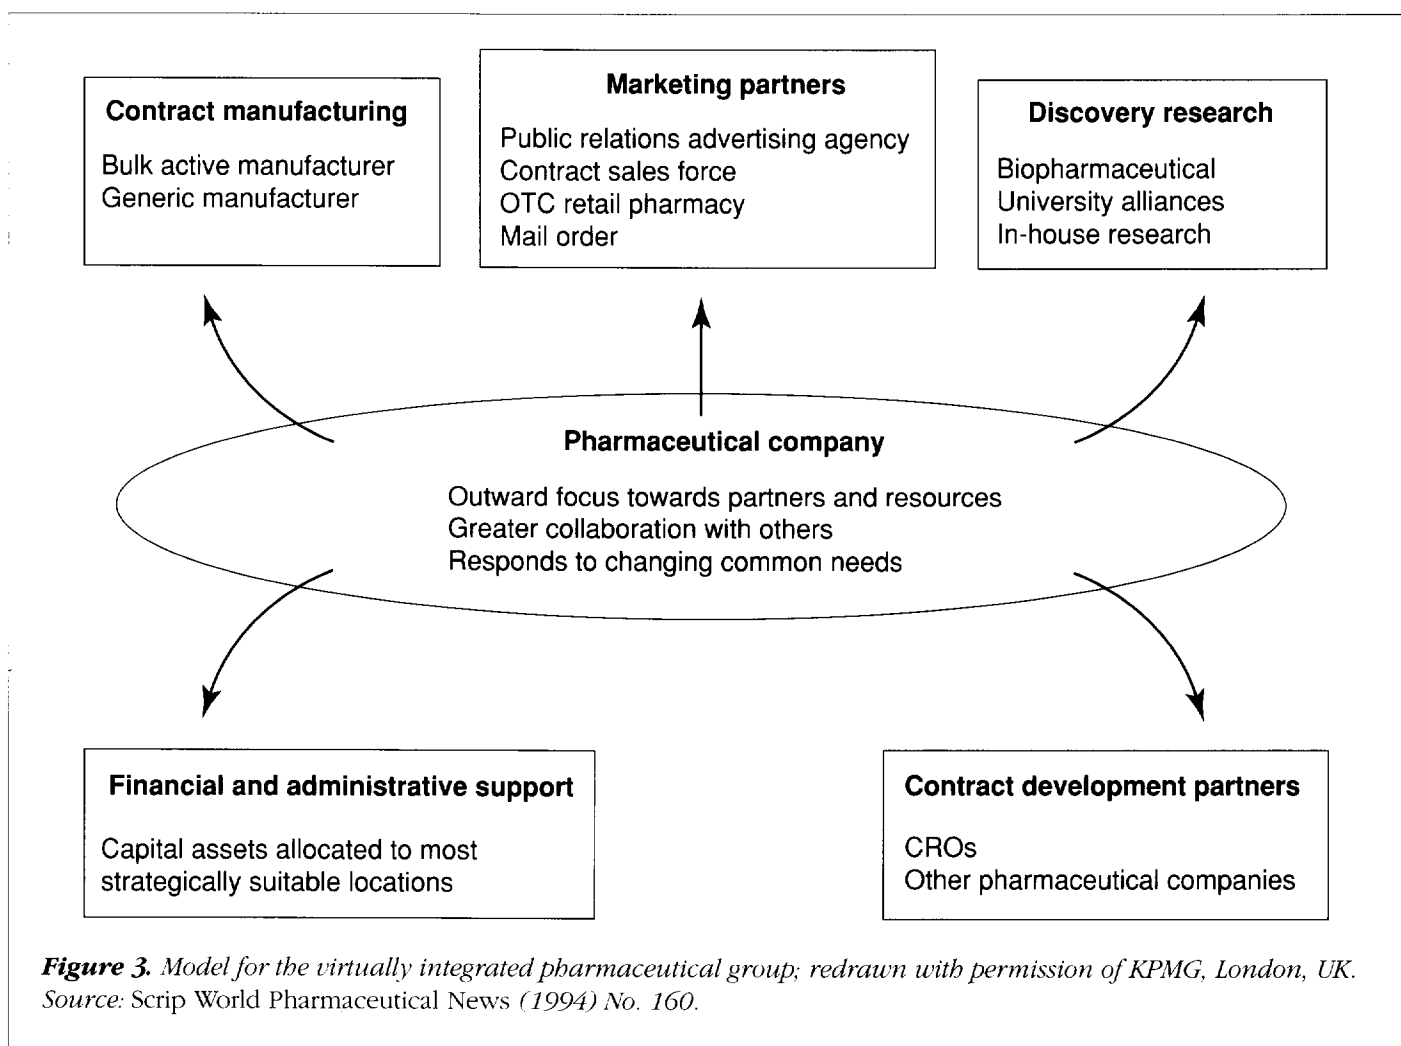 Contract manufacturing
Bulk active manufacturer
Generic manufacturer
Marketing partners
Public relations advertising agency
Contract sales force
OTC retail pharmacy
Mail order
Discovery research
Biopharmaceutical
University alliances
In-house research
Pharmaceutical company
Outward focus towards partners and resources
Greater collaboration with others
Responds to changing common needs
Financial and administrative support
Capital assets allocated to most
strategically suitable locations
Contract development partners
CROs
Other pharmaceutical companies
Figure 3. Model for the virtually integrated pharmaceutical group; redrawn with permission of KPMG, London, UK.
Source: Scrip World Pharmaceutical News (1994) No. 160.